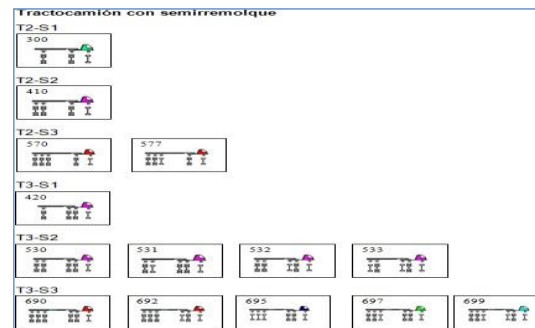 Tractocamión con semirremolque
T2-S1
300
T2-S2
410
T2-S3
570 577
T3-S1
420
T3-S2
530 531 532 533
T3-S3
690 692 695 697 699